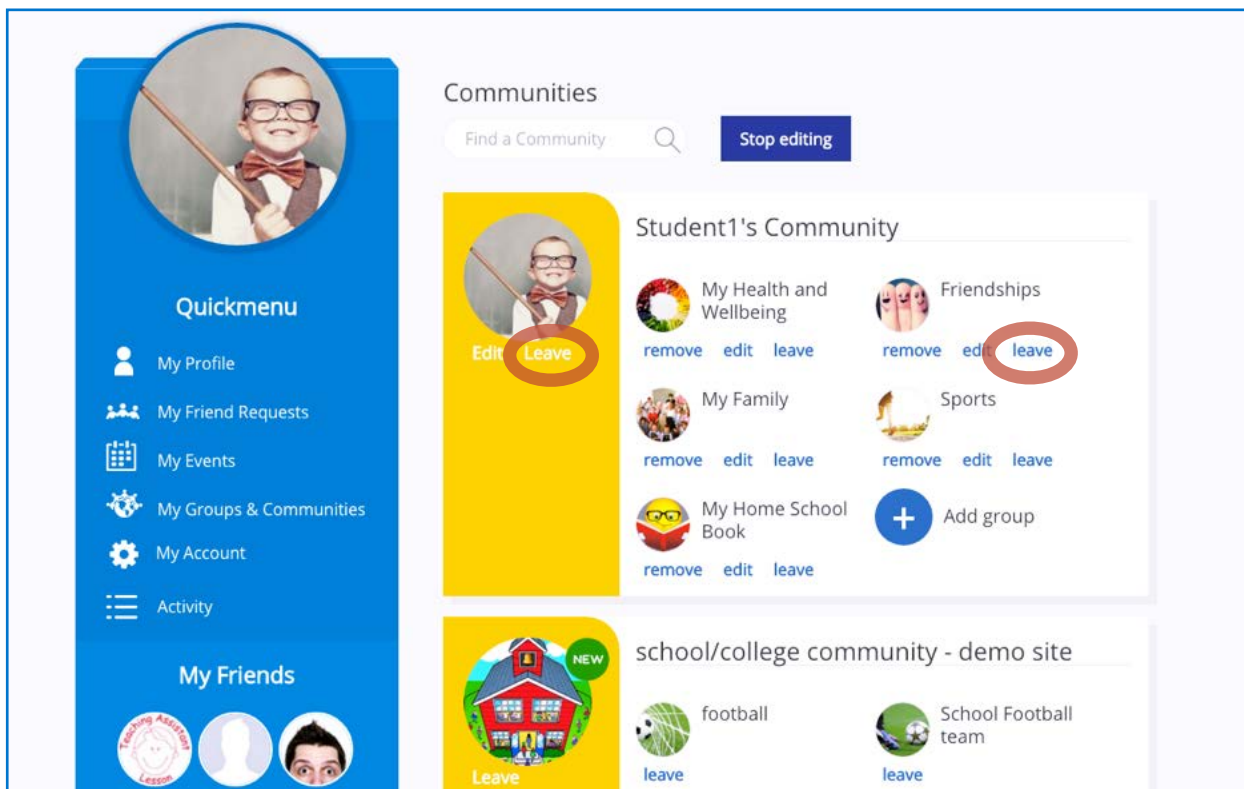 Quickmenu
My Profile
My Friend Requests
My Events
My Groups & Communities
My Account
Activity
My Friends
Teaching Assistant
Lesson
Communities
Find a Community
Stop editing
Edit Leave
Student1's Community
My Health and
Wellbeing
remove edit leave
Friendships
remove edit leave
My Family
remove edit leave
Sports
remove edit leave
My Home School
Book
remove edit leave
Add group
NEW
Leave
school/college community - demo site
football
leave
School Football
team
leave